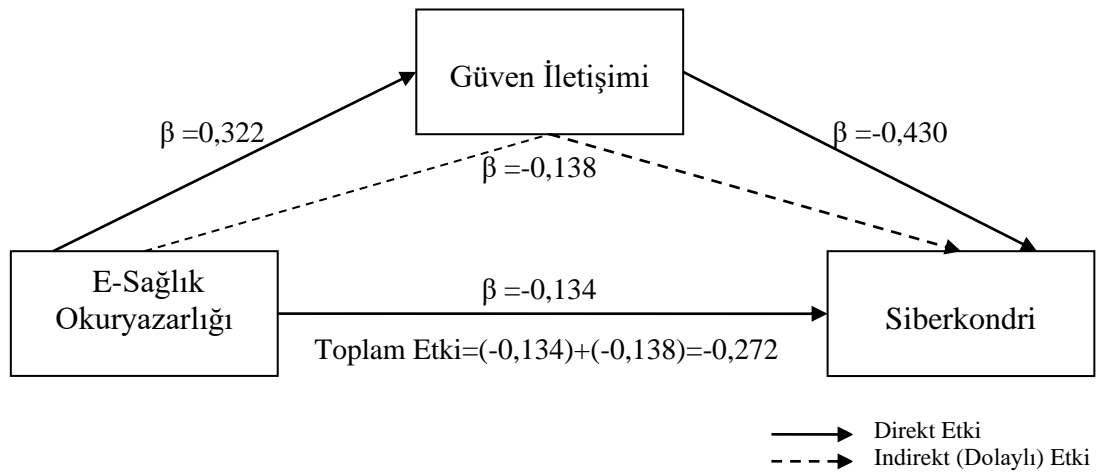 Güven İletişimi
β =0,322
β =-0,430
β =-0,138
E-Sağlık
Okuryazarlığı
β =-0,134
Siberkondri
Toplam Etki=(-0,134)+(-0,138)=-0,272
Direkt Etki
Indirekt (Dolaylı) Etki